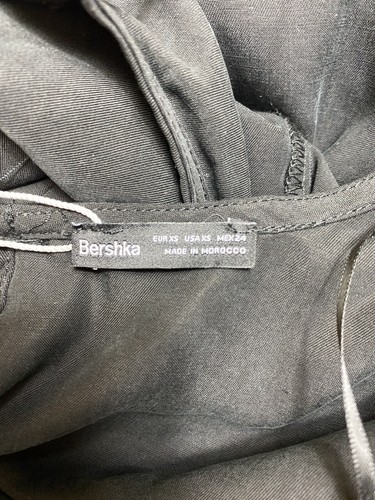 Bershka
EUR XS USA XS MEX 24
MADE IN MOROCCO